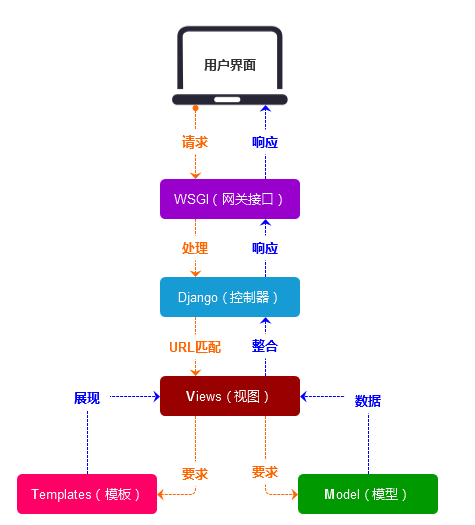 用户界面
请求
响应
WSGI（网关接口）
处理
响应
Django（控制器）
URL匹配
整合
Views（视图）
展现
数据
要求
要求
Templates（模板）
Model（模型）